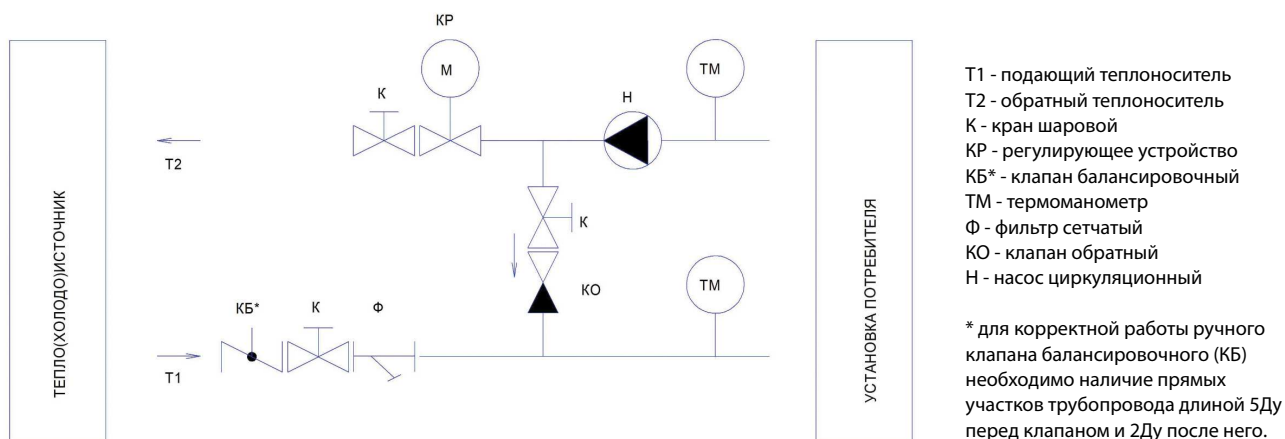 КР
М
ТМ
К
Н
Т2
К
КО
ТМ
КБ*
К
Ф
Т1
ТЕПЛО(ХОЛОДО)ИСТОЧНИК
УСТАНОВКА ПОТРЕБИТЕЛЯ
Т1 - подающий теплоноситель
Т2 - обратный теплоноситель
К - кран шаровой
КР - регулирующее устройство
КБ* - клапан балансировочный
ТМ - термоманометр
Ф - фильтр сетчатый
КО - клапан обратный
Н - насос циркуляционный
* для корректной работы ручного
клапана балансировочного (КБ)
необходимо наличие прямых
участков трубопровода длиной 5Ду
перед клапаном и 2Ду после него.